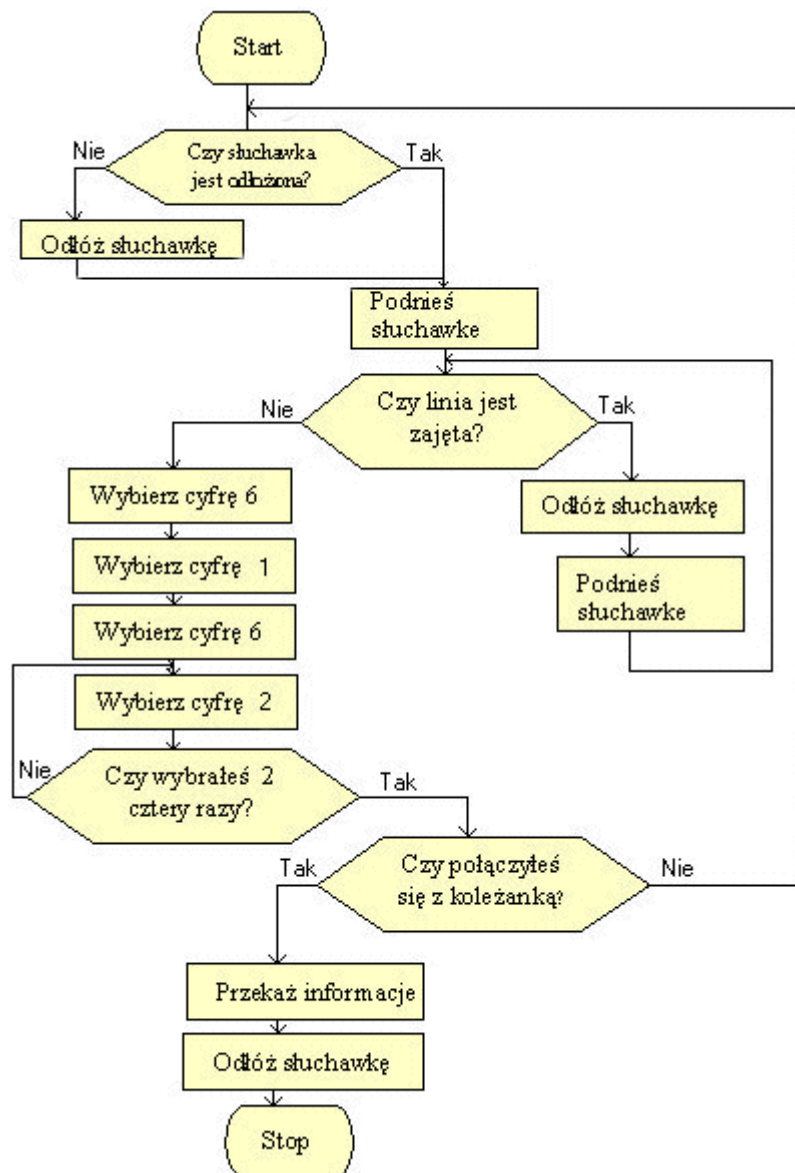 Start
Nie
Czy słuchawka
jest odłożona?
Tak
Odłóż słuchawkę
Podnieś
słuchawke
Nie
Czy linia jest
zajęta?
Tak
Wybierz cyfrę 6
Odłóż słuchawkę
Wybierz cyfrę 1
Podnieś
słuchawke
Wybierz cyfrę 6
Wybierz cyfrę 2
Nie
Czy wybrałeś 2
cztery razy?
Tak
Tak
Czy połączyłeś
się z koleżanką?
Nie
Przekaż informacje
Odłóż słuchawkę
Stop